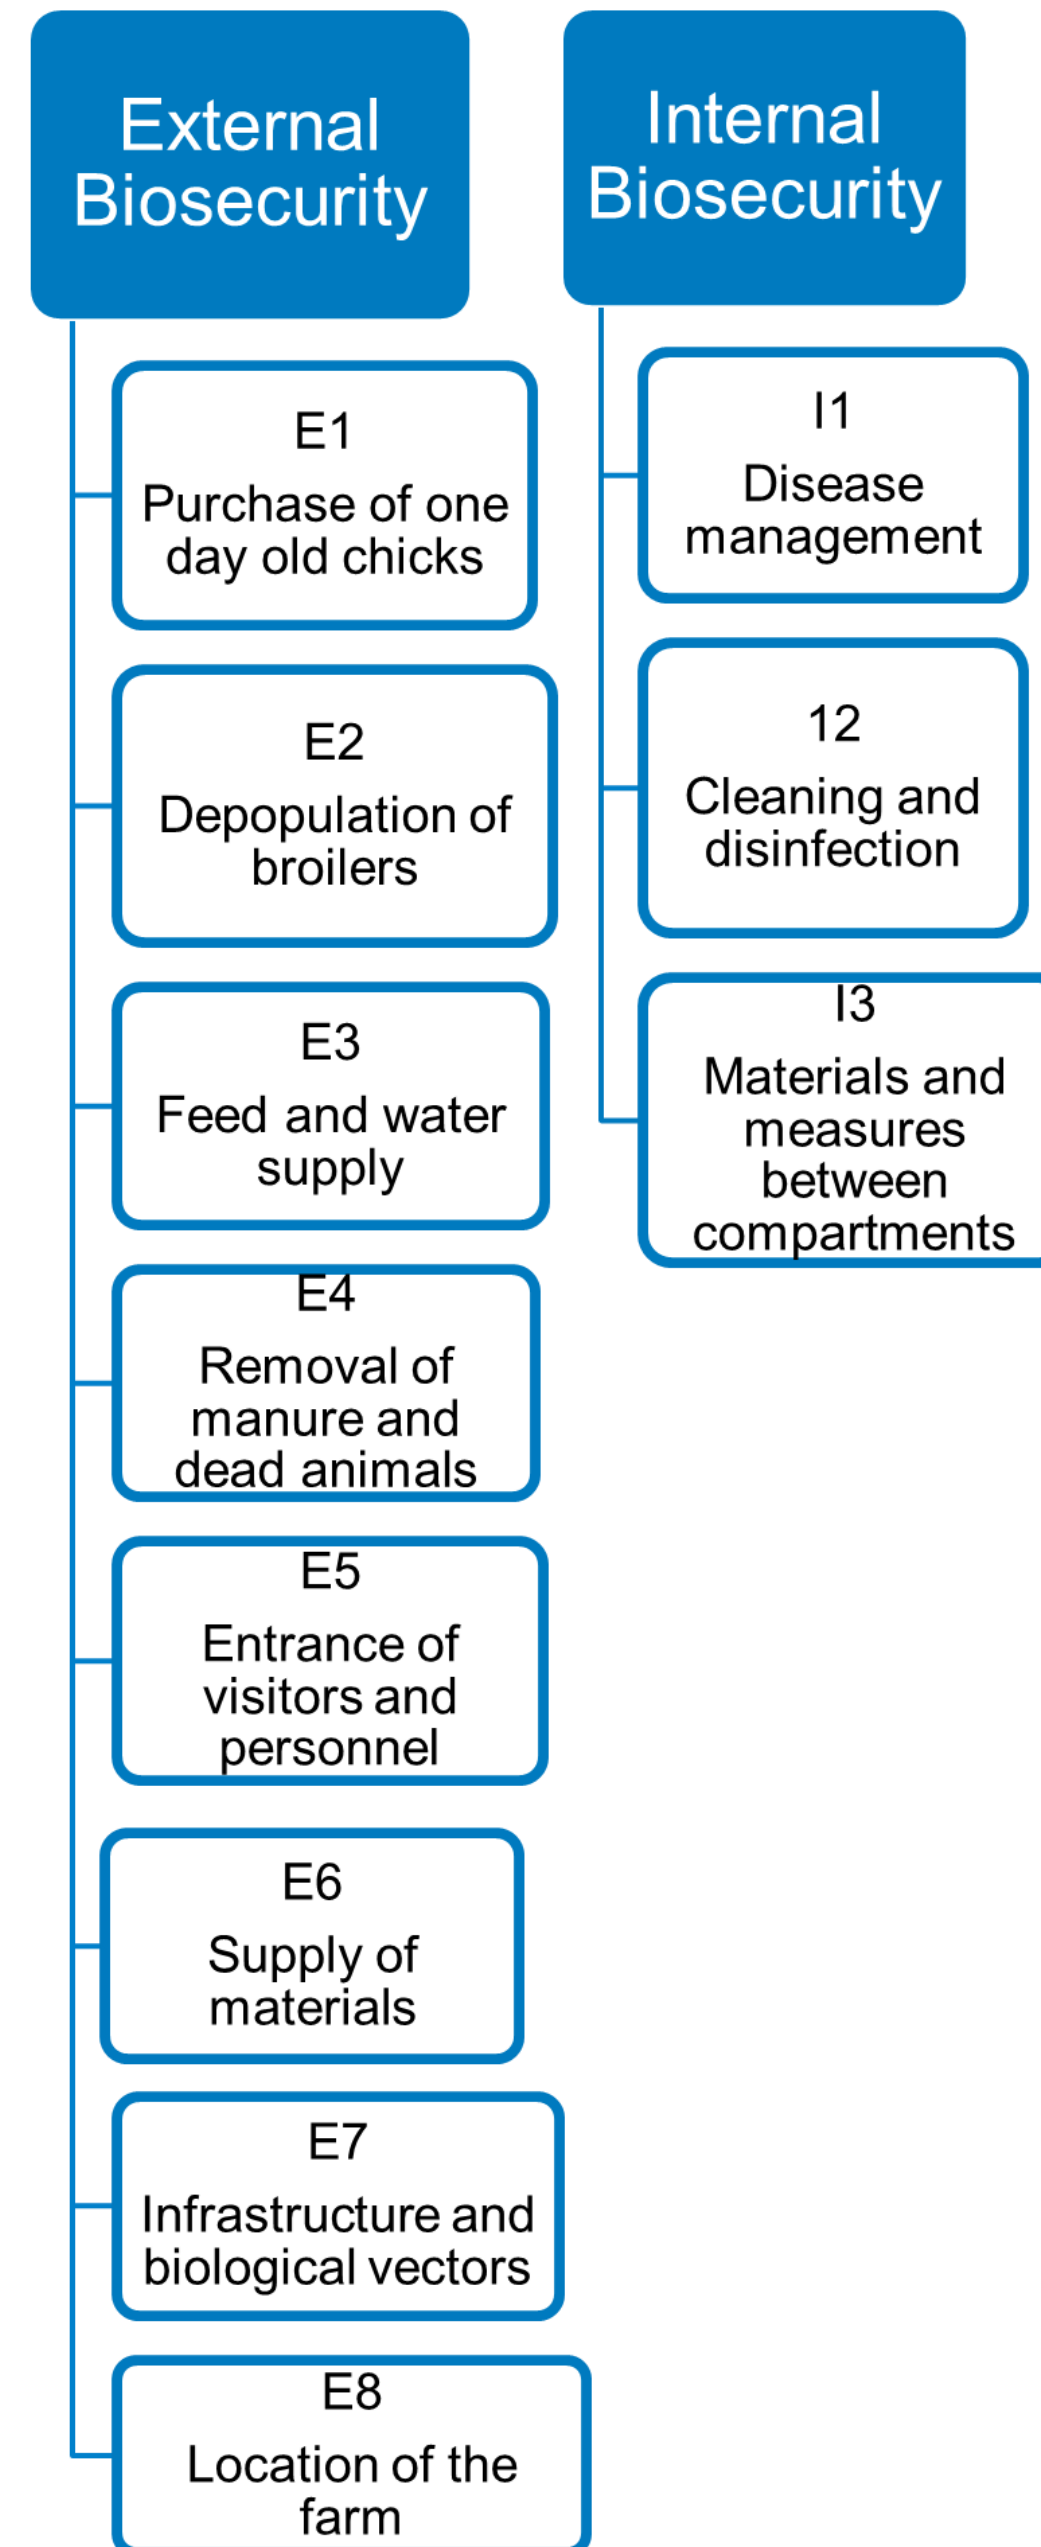 External
Biosecurity
E1
Purchase of one
day old chicks
E2
Depopulation of
broilers
E3
Feed and water
supply
E4
Removal of
manure and
dead animals
E5
Entrance of
visitors and
personnel
E6
Supply of
materials
E7
Infrastructure and
biological vectors
E8
Location of the
farm
Internal
Biosecurity
I1
Disease
management
12
Cleaning and
disinfection
I3
Materials and
measures
between
compartments